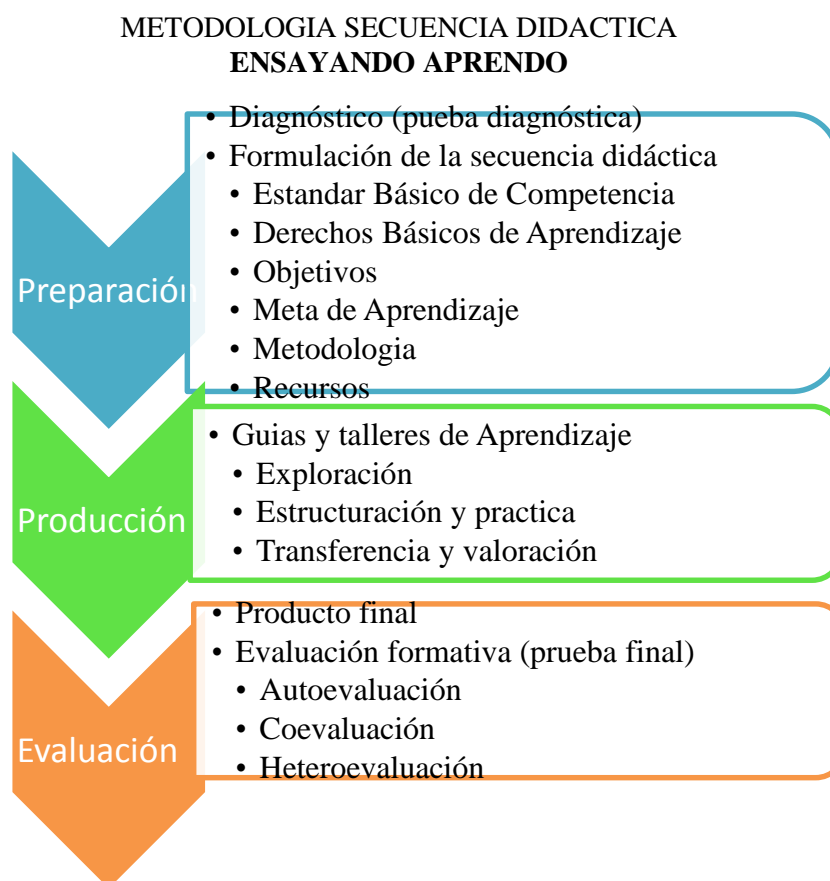 METODOLOGIA SECUENCIA DIDACTICA
ENSAYANDO APRENDO
Preparación
• Diagnóstico (pueba diagnóstica)
• Formulación de la secuencia didáctica
• Estandar Básico de Competencia
• Derechos Básicos de Aprendizaje
• Objetivos
• Meta de Aprendizaje
• Metodologia
• Recursos
Producción
• Guias y talleres de Aprendizaje
• Exploración
• Estructuración y practica
• Transferencia y valoración
Evaluación
• Producto final
• Evaluación formativa (prueba final)
• Autoevaluación
• Coevaluación
• Heteroevaluación